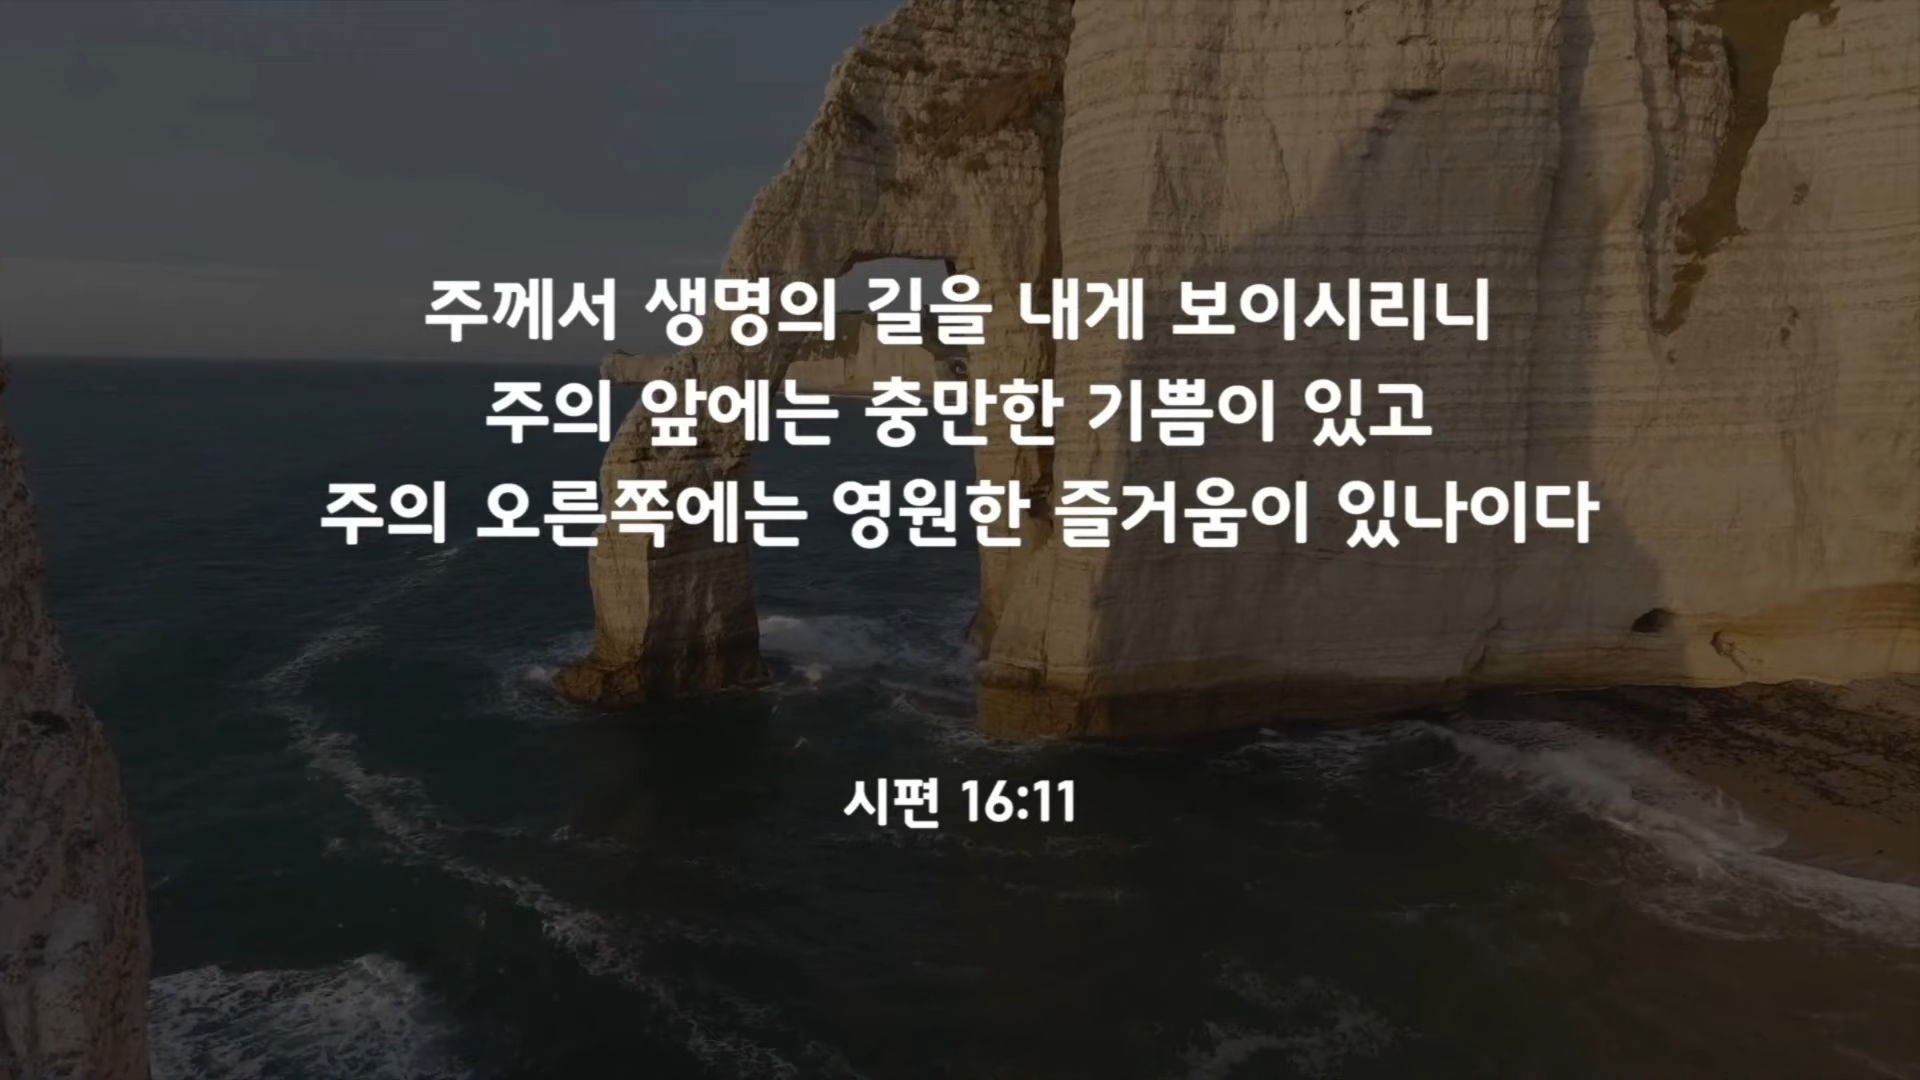 주께서 생명의 길을 내게 보이시리니
주의 앞에는 충만한 기쁨이 있고
주의 오른쪽에는 영원한 즐거움이 있나이다
시편 16:11